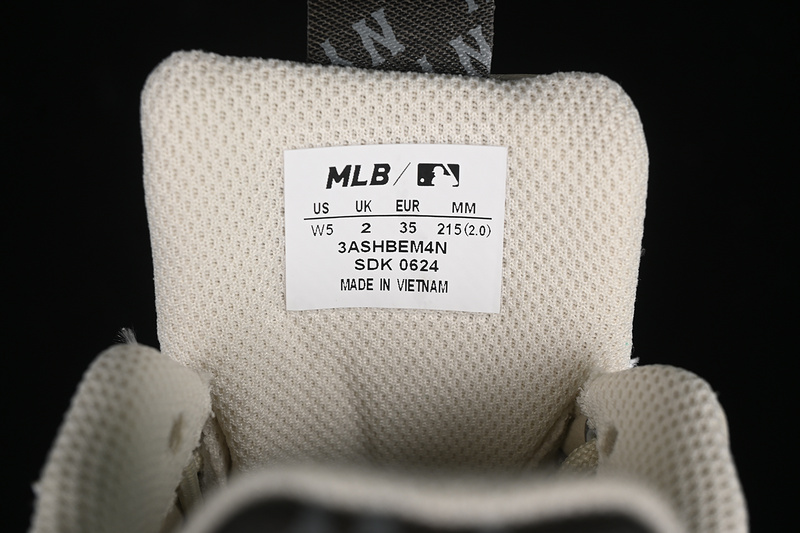 MLB
US UK EUR MM
W5 2 35 215(2.0)
3ASHBEM4N
SDK 0624
MADE IN VIETNAM